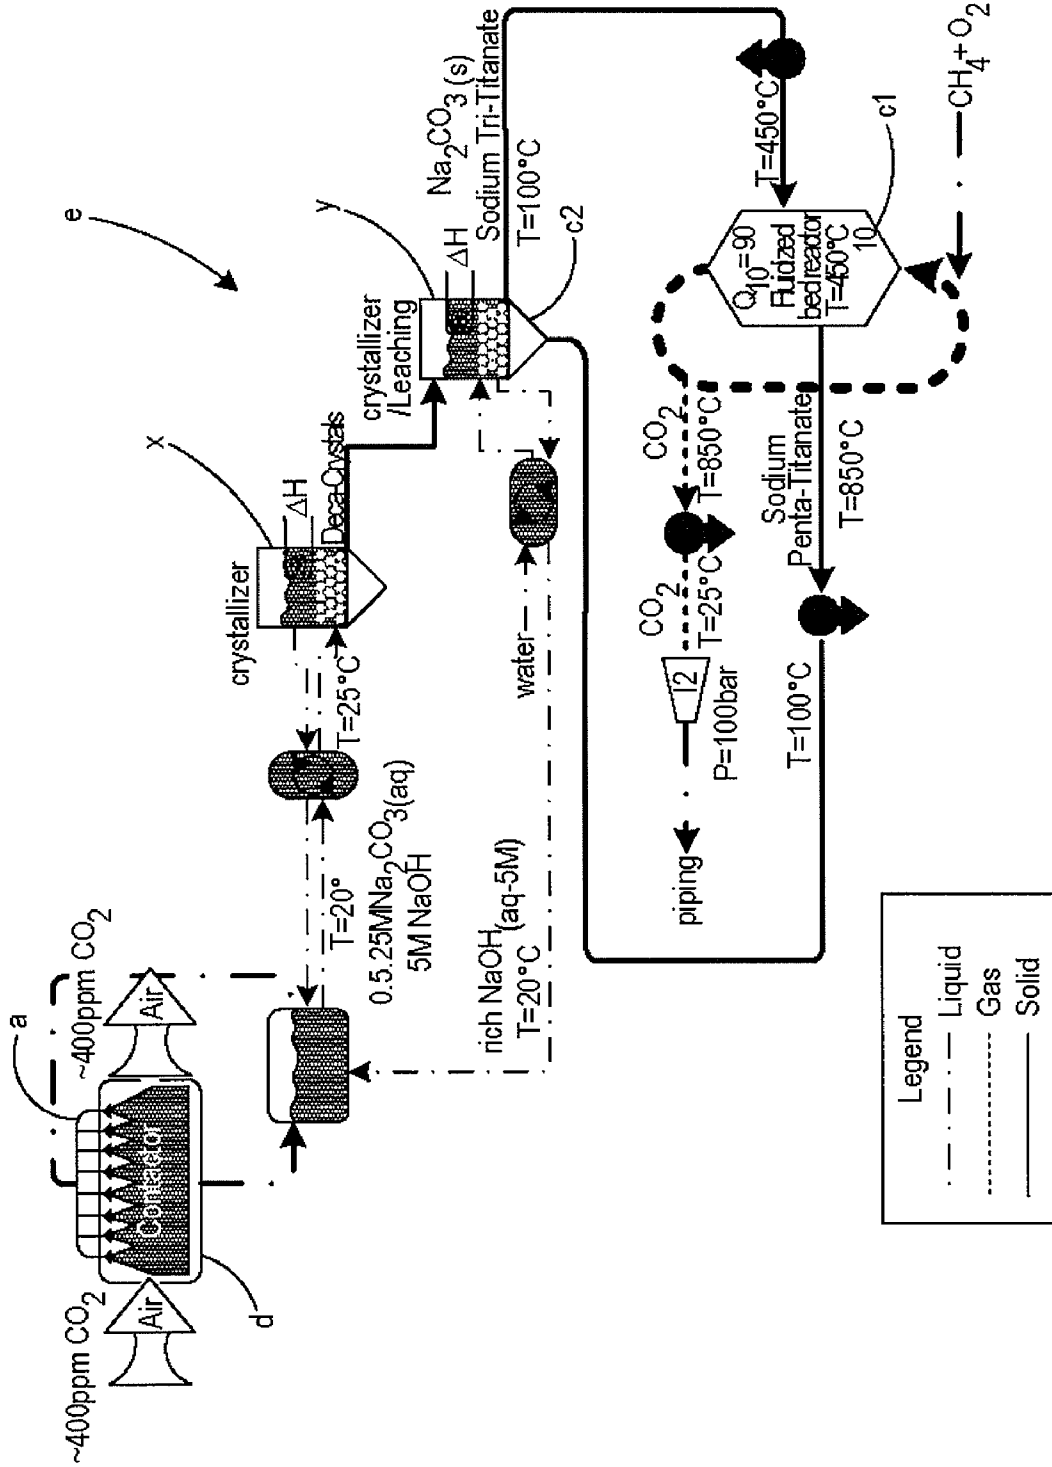 e
Na2CO3 (s)
Sodium Tri-Titanate
T=100°C
y
ΔH
crystallizer
/Leaching
c2
x
ΔH
Deca-Crystals
crystallizer
T=25°C
T=20°
0.5.25MNa2CO3(aq)
5M NaOH
water
rich NaOH(aq-5M)
T=20°C
a
~400ppm CO2
Air
Contactor
~400ppm CO2
Air
d
T=450°C
c1
CH4+ O2
Q10=90
Fluidized
bed reactor
T=450°C
10
CO2
T=850°C
CO2
T=25°C
12
P=100bar
piping
Sodium
Penta-Titanate
T=850°C
T=100°C
Legend
Liquid
Gas
Solid